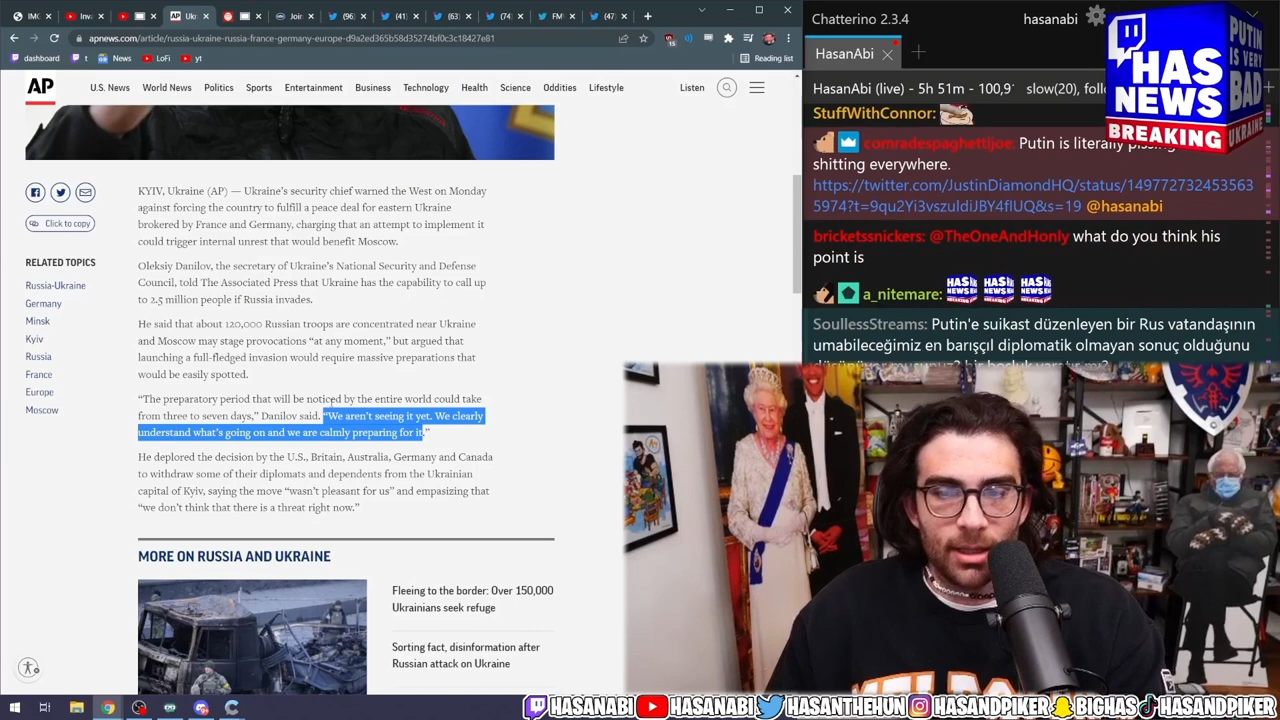 (96)
(41)
(63)
(74)
(47)
apnews.com/article/russia-ukraine-russia-france-germany-europe-d9a2ed365b58d35274bf0c3c18427e81
dashboard
t
News
LoFi
yt
Reading list
AP
U.S. News
World News
Politics
Sports
Entertainment
Business
Technology
Health
Science
Oddities
Lifestyle
Listen
Click to copy
RELATED TOPICS
Russia-Ukraine
Germany
Minsk
Kyiv
Russia
France
Europe
Moscow
KYIV, Ukraine (AP) — Ukraine's security chief warned the West on Monday
against forcing the country to fulfill a peace deal for eastern Ukraine
brokered by France and Germany, charging that an attempt to implement it
could trigger internal unrest that would benefit Moscow.
Oleksiy Danilov, the secretary of Ukraine's National Security and Defense
Council, told The Associated Press that Ukraine has the capability to call up
to 2.5 million people if Russia invades.
He said that about 120,000 Russian troops are concentrated near Ukraine
and Moscow may stage provocations “at any moment,” but argued that
launching a full-fledged invasion would require massive preparations that
would be easily spotted.
“The preparatory period that will be noticed by the entire world could take
from three to seven days,” Danilov said. “We aren't seeing it yet. We clearly
understand what's going on and we are calmly preparing for it.”
He deplored the decision by the U.S., Britain, Australia, Germany and Canada
to withdraw some of their diplomats and dependents from the Ukrainian
capital of Kyiv, saying the move “wasn't pleasant for us” and empasizing that
“we don't think that there is a threat right now.”
MORE ON RUSSIA AND UKRAINE
Fleeing to the border: Over 150,000
Ukrainians seek refuge
Sorting fact, disinformation after
Russian attack on Ukraine
Chatterino 2.3.4
hasanabi
HasanAbi
HasanAbi (live) - 5h 51m - 100,9
slow(20),
StuffWithConnor:
comradespaghettijoe: Putin is literally pissing
shitting everywhere.
https://twitter.com/JustinDiamondHQ/status/149772732453563
5974?t=9qu2Yi3vszuldiJBY4flUQ&s=19 @hasanabi
bricketssnickers: @TheOneAndHonly what do you think his
point is
a_nitemare:
SoullessStreams: Putin'e suikast düzenleyen bir Rus vatandaşının
umabileceğimiz en barışçıl diplomatik olmayan sonuç olduğunu
HAS
NEWS
BREAKING
PUTIN
IS VERY
BAD
UKRAINE
HASANABI
HASANABI
HASANTHEHUN
HASANDPIKER
BIGHAS
HASANDPIKER